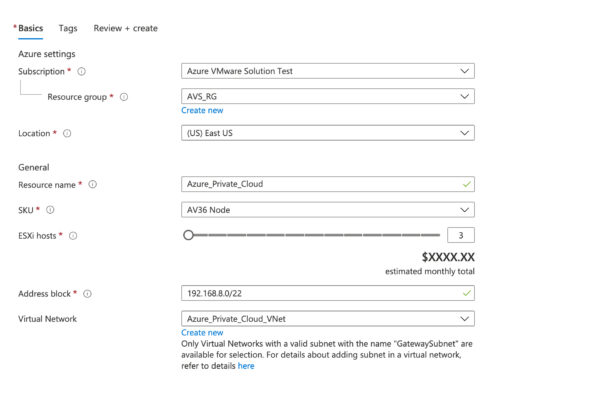 *Basics Tags Review + create
Azure settings
Subscription * Azure VMware Solution Test
Resource group * AVS_RG
Create new
Location * (US) East US
General
Resource name * Azure_Private_Cloud
SKU * AV36 Node
ESXi hosts * 3
$XXXX.XX
estimated monthly total
Address block * 192.168.8.0/22
Virtual Network Azure_Private_Cloud_VNet
Create new
Only Virtual Networks with a valid subnet with the name "GatewaySubnet" are
available for selection. For details about adding subnet in a virtual network,
refer to details here